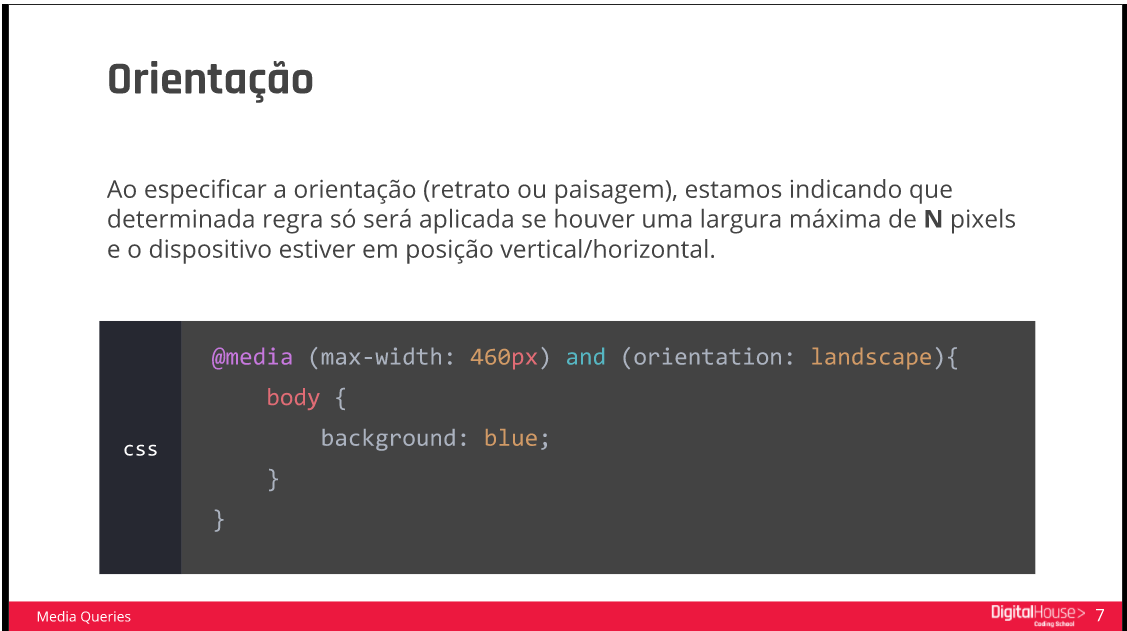 Orientação
Ao especificar a orientação (retrato ou paisagem), estamos indicando que
determinada regra só será aplicada se houver uma largura máxima de N pixels
e o dispositivo estiver em posição vertical/horizontal.
css
@media (max-width: 460px) and (orientation: landscape){
body {
background: blue;
}
}
Media Queries
DigitalHouse>
Coding School
7